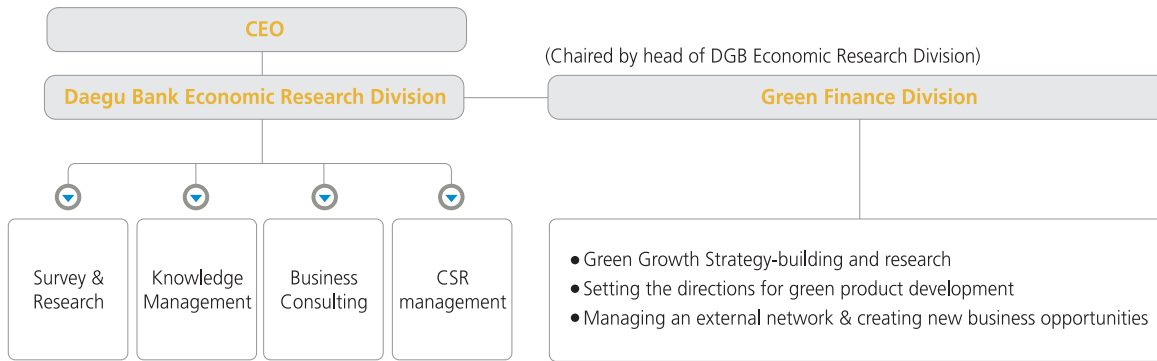 CEO
(Chaired by head of DGB Economic Research Division)
Daegu Bank Economic Research Division
Green Finance Division
Survey &
Research
Knowledge
Management
Business
Consulting
CSR
management
● Green Growth Strategy-building and research
● Setting the directions for green product development
● Managing an external network & creating new business opportunities